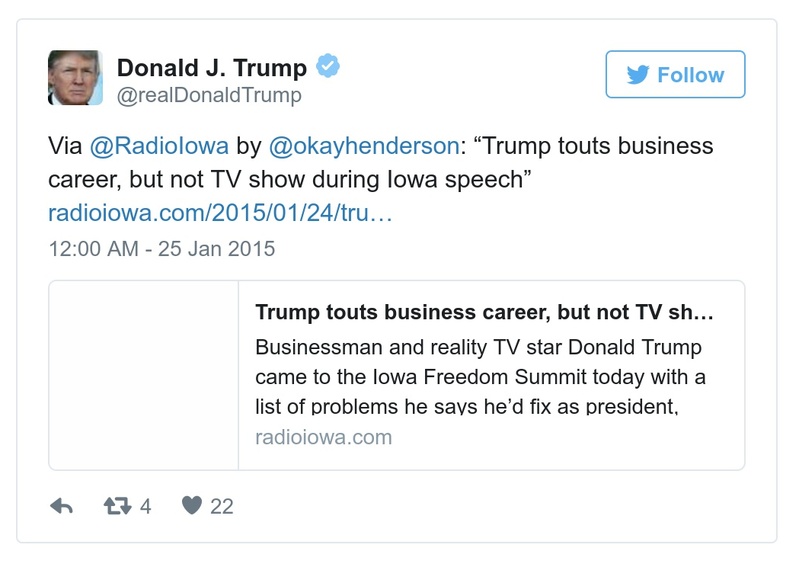 Donald J. Trump
@realDonaldTrump
Follow
Via @RadioIowa by @okayhenderson: “Trump touts business
career, but not TV show during Iowa speech”
radioiowa.com/2015/01/24/tru…
12:00 AM - 25 Jan 2015
Trump touts business career, but not TV sh…
Businessman and reality TV star Donald Trump
came to the Iowa Freedom Summit today with a
list of problems he says he’d fix as president,
radioiowa.com
4
22